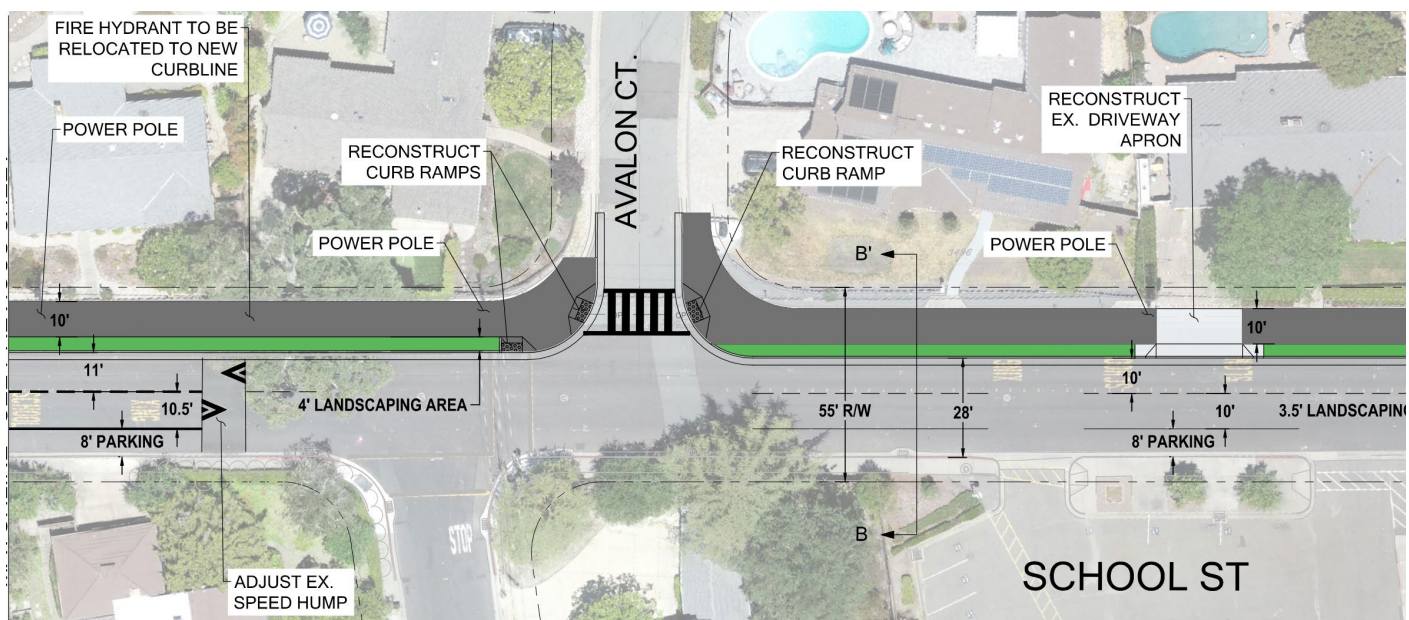 FIRE HYDRANT TO BE
RELOCATED TO NEW
CURBLINE
POWER POLE
RECONSTRUCT
CURB RAMPS
POWER POLE
AVALON CT.
RECONSTRUCT
CURB RAMP
RECONSTRUCT
EX. DRIVEWAY
APRON
POWER POLE
B'
10'
10'
11'
10.5'
8' PARKING
4' LANDSCAPING AREA
55' R/W
28'
10'
10'
3.5' LANDSCAPING
8' PARKING
STOP
B
ADJUST EX.
SPEED HUMP
SCHOOL ST